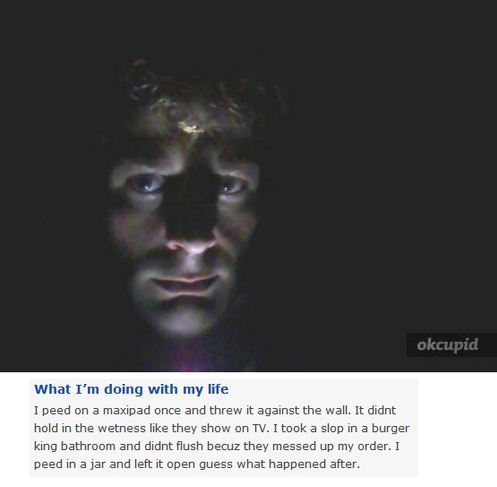 okcupid
What I'm doing with my life
I peed on a maxipad once and threw it against the wall. It didnt
hold in the wetness like they show on TV. I took a slop in a burger
king bathroom and didnt flush becuz they messed up my order. I
peed in a jar and left it open guess what happened after.